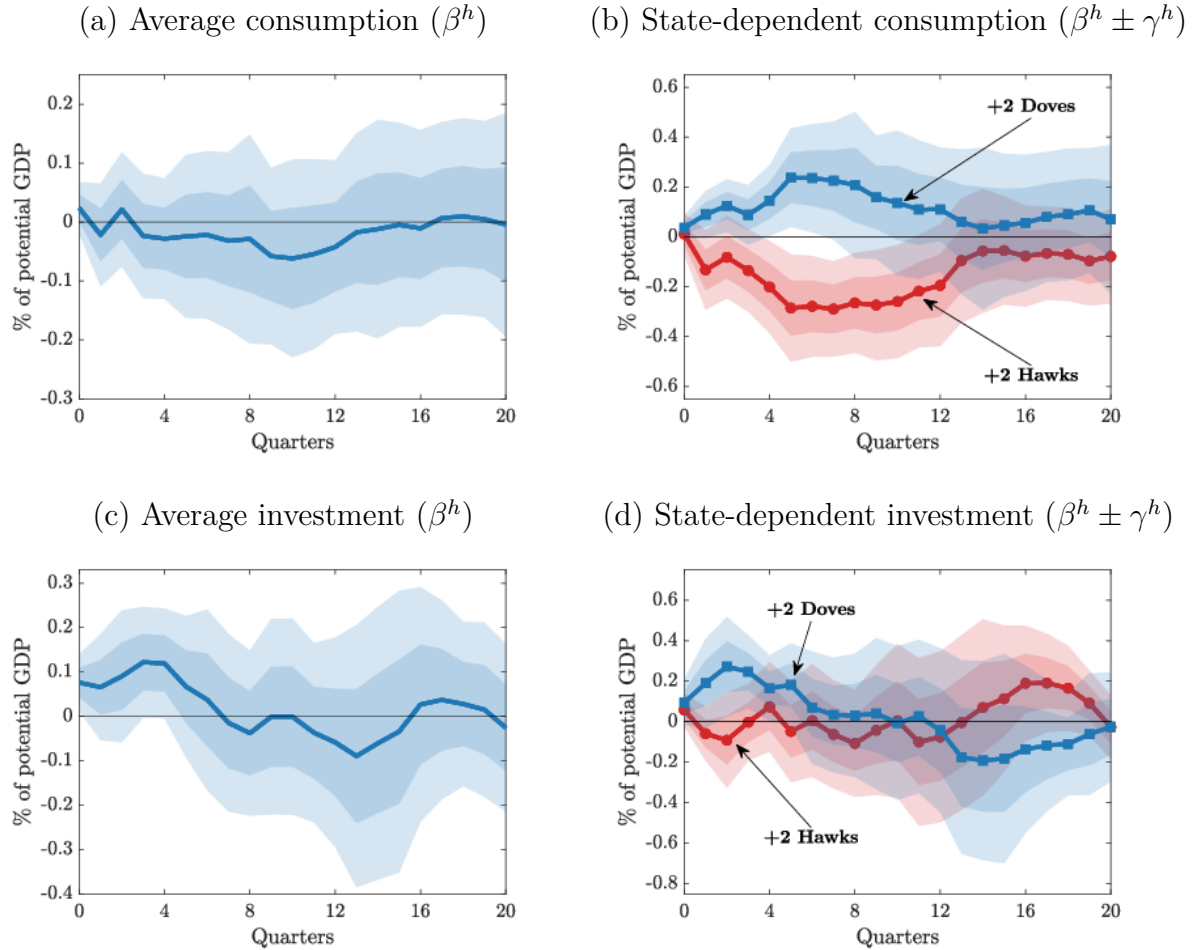 (a) Average consumption (β^h)
(b) State-dependent consumption (β^h ± γ^h)
% of potential GDP
0.2
0.1
0
-0.1
-0.2
-0.3
0 4 8 12 16 20
Quarters
% of potential GDP
0.6
0.4
0.2
0
-0.2
-0.4
-0.6
+2 Doves
+2 Hawks
0 4 8 12 16 20
Quarters
(c) Average investment (β^h)
(d) State-dependent investment (β^h ± γ^h)
% of potential GDP
0.3
0.2
0.1
0
-0.1
-0.2
-0.3
-0.4
0 4 8 12 16 20
Quarters
% of potential GDP
0.6
0.4
0.2
0
-0.2
-0.4
-0.6
-0.8
+2 Doves
+2 Hawks
0 4 8 12 16 20
Quarters